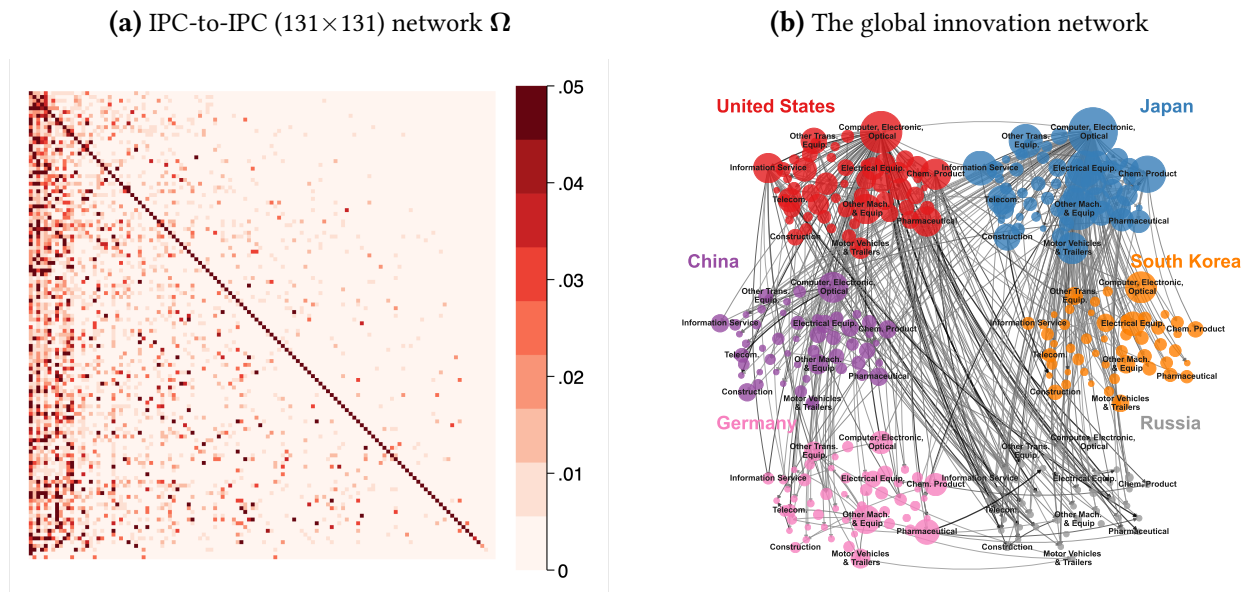 (a) IPC-to-IPC (131×131) network Ω
(b) The global innovation network
.05
.04
.03
.02
.01
0
United States
Japan
Other Trans.
Equip.
Computer, Electronic,
Optical
Information Service
Electrical Equip.
Chem. Product
Telecom.
Other Mach.
& Equip
Pharmaceutical
Construction
Motor Vehicles
& Trailers
Other Trans.
Equip.
Computer, Electronic,
Optical
Information Service
Electrical Equip.
Chem. Product
Telecom.
Other Mach.
& Equip
Pharmaceutical
Construction
Motor Vehicles
& Trailers
China
South Korea
Other Trans.
Equip.
Computer, Electronic,
Optical
Information Service
Electrical Equip.
Chem. Product
Telecom.
Other Mach.
& Equip
Pharmaceutical
Construction
Motor Vehicles
& Trailers
Other Trans.
Equip.
Computer, Electronic,
Optical
Information Service
Electrical Equip.
Chem. Product
Telecom.
Other Mach.
& Equip
Pharmaceutical
Construction
Motor Vehicles
& Trailers
Germany
Russia
Other Trans.
Equip.
Computer, Electronic,
Optical
Information Service
Electrical Equip.
Chem. Product
Telecom.
Other Mach.
& Equip
Pharmaceutical
Construction
Motor Vehicles
& Trailers
Other Trans.
Equip.
Computer, Electronic,
Optical
Information Service
Electrical Equip.
Chem. Product
Telecom.
Other Mach.
& Equip
Pharmaceutical
Construction
Motor Vehicles
& Trailers